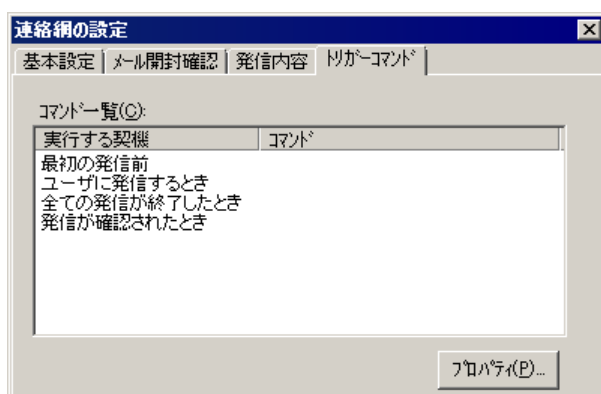 連絡網の設定
基本設定 ﾒｰﾙ開封確認 発信内容 ﾄﾘｶﾞｰｺﾏﾝﾄﾞ
ｺﾏﾝﾄﾞ一覧(C):
実行する契機 ｺﾏﾝﾄﾞ
最初の発信前
ユーザに発信するとき
全ての発信が終了したとき
発信が確認されたとき
ﾌﾟﾛﾊﾟﾃｨ(P)...